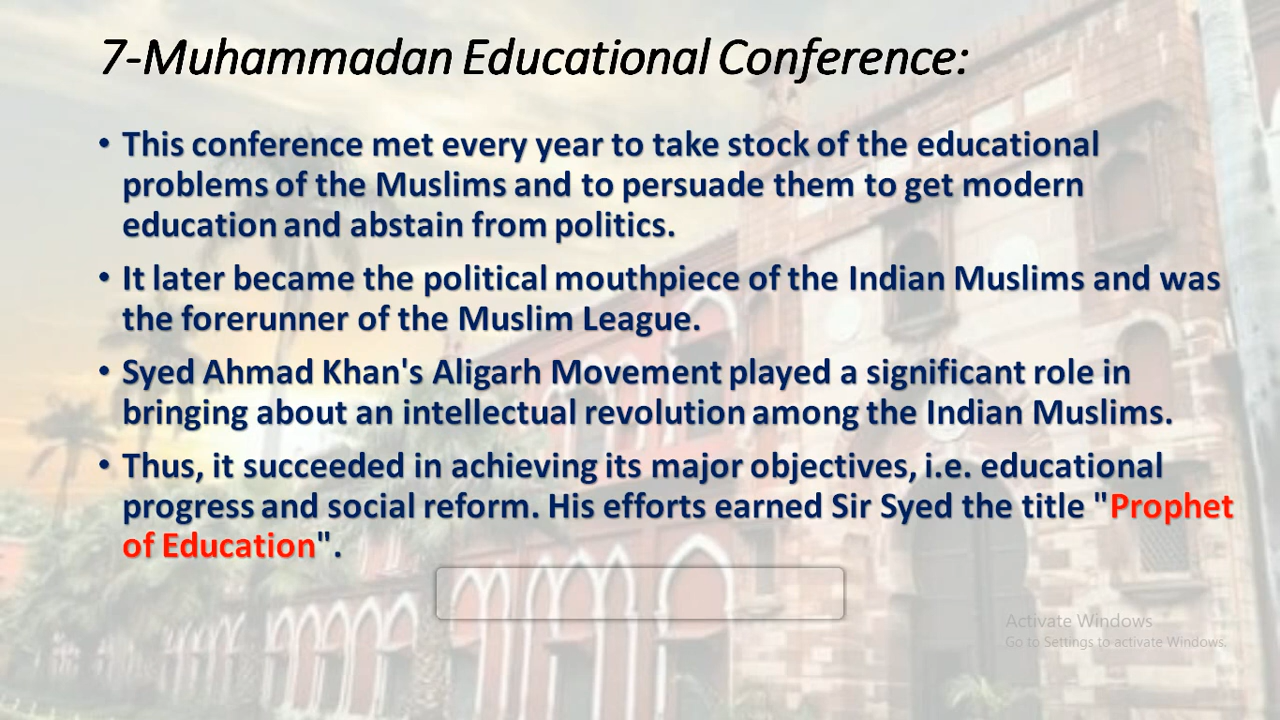 7-Muhammadan Educational Conference:
• This conference met every year to take stock of the educational
problems of the Muslims and to persuade them to get modern
education and abstain from politics.
• It later became the political mouthpiece of the Indian Muslims and was
the forerunner of the Muslim League.
• Syed Ahmad Khan's Aligarh Movement played a significant role in
bringing about an intellectual revolution among the Indian Muslims.
• Thus, it succeeded in achieving its major objectives, i.e. educational
progress and social reform. His efforts earned Sir Syed the title "Prophet
of Education".
Activate Windows
Go to Settings to activate Windows.